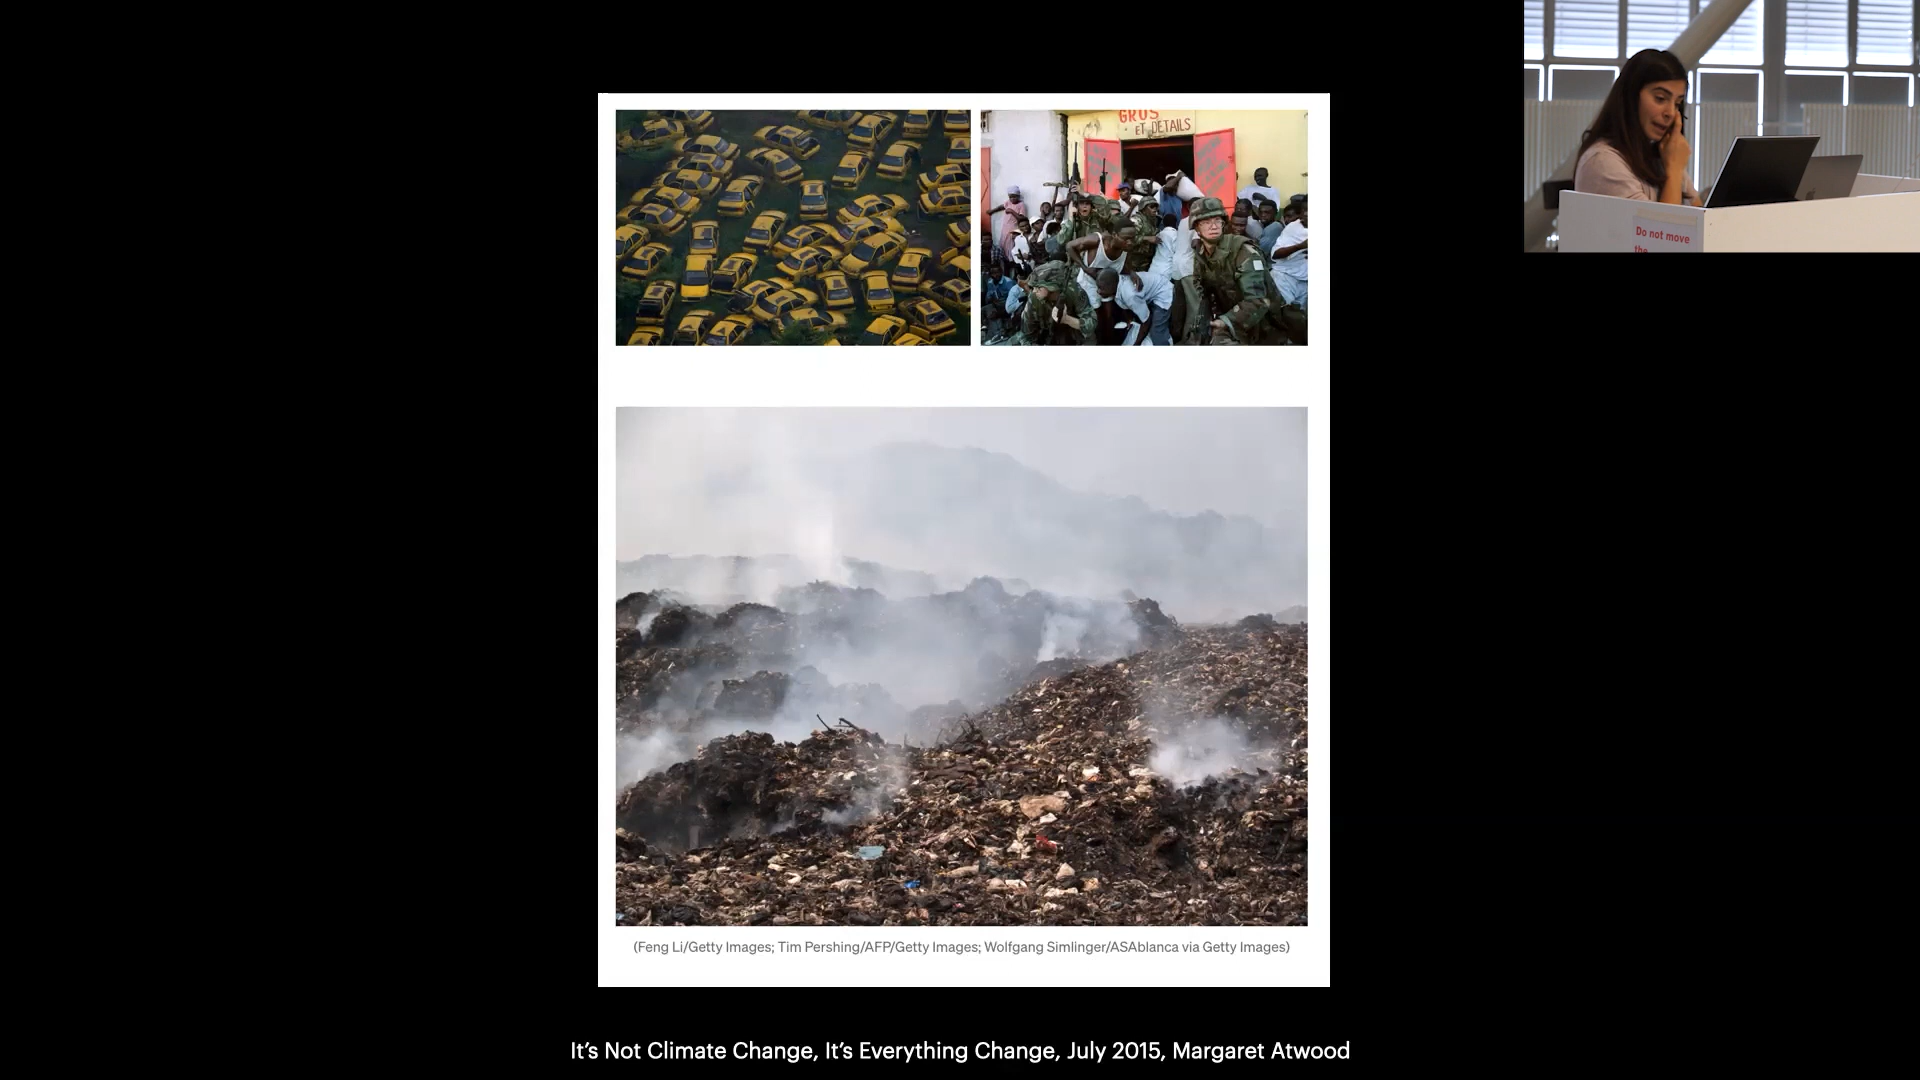 GROS
ET DETAILS
Do not move
the
(Feng Li/Getty Images; Tim Pershing/AFP/Getty Images; Wolfgang Simlinger/ASAblanca via Getty Images)
It’s Not Climate Change, It’s Everything Change, July 2015, Margaret Atwood